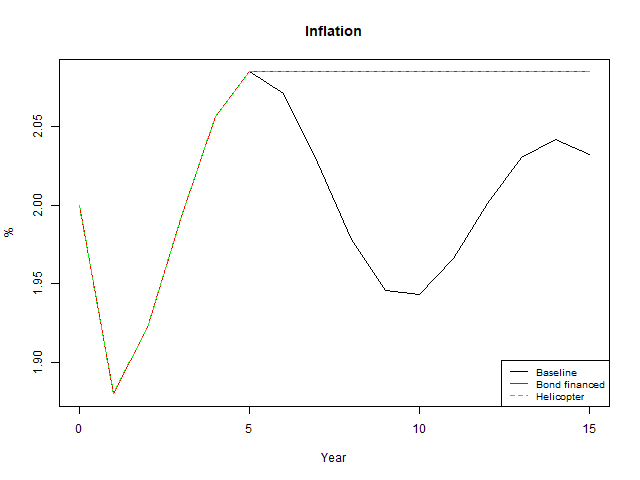 Inflation
%
2.05
2.00
1.95
1.90
0
5
10
15
Year
Baseline
Bond financed
Helicopter